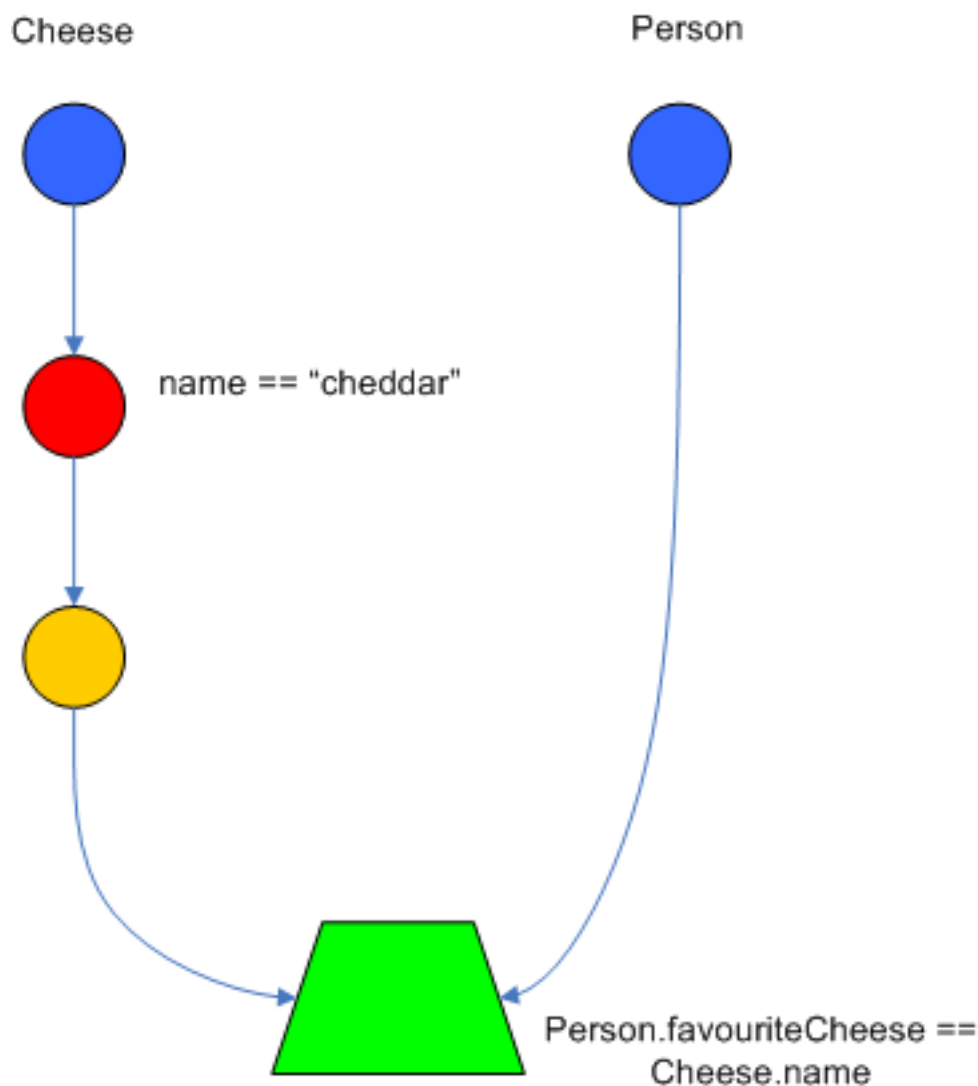 Cheese
Person
name == “cheddar”
Person.favouriteCheese ==
Cheese.name